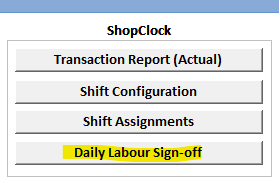 ShopClock
Transaction Report (Actual)
Shift Configuration
Shift Assignments
Daily Labour Sign-off